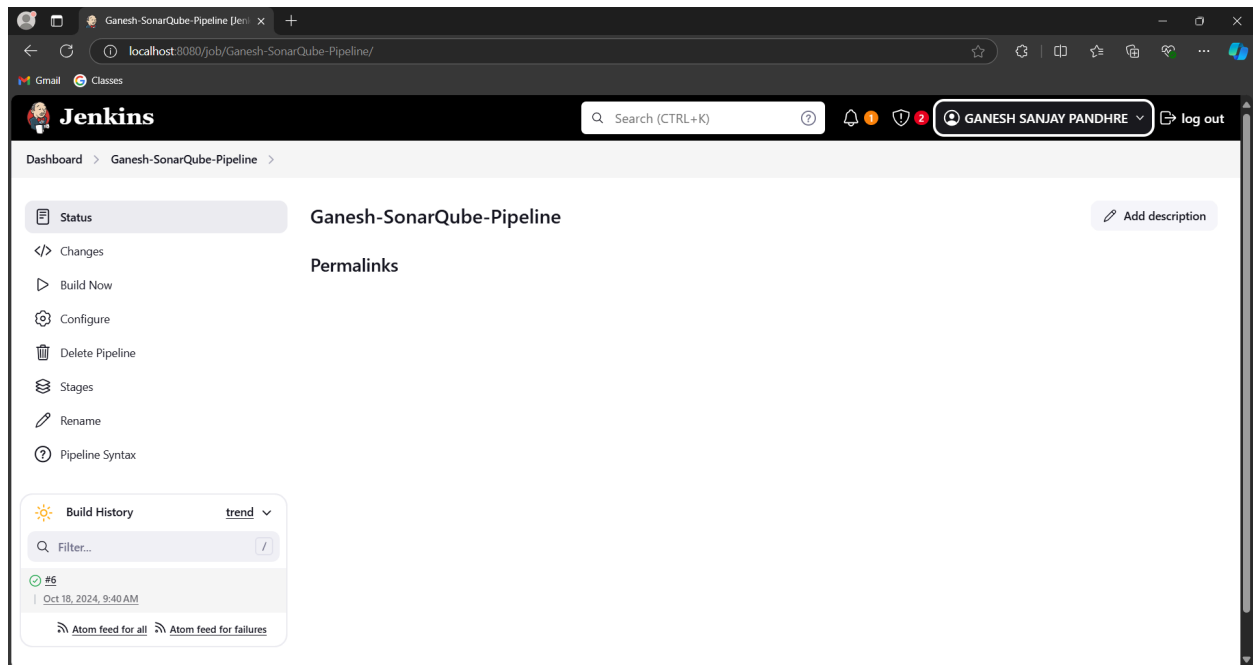 Ganesh-SonarQube-Pipeline [Jen
localhost:8080/job/Ganesh-SonarQube-Pipeline/
Gmail Classes
Jenkins
Search (CTRL+K)
1
2
GANESH SANJAY PANDHRE
log out
Dashboard > Ganesh-SonarQube-Pipeline >
Status
Changes
Build Now
Configure
Delete Pipeline
Stages
Rename
Pipeline Syntax
Ganesh-SonarQube-Pipeline
Add description
Permalinks
Build History trend
Filter... /
#6
Oct 18, 2024, 9:40 AM
Atom feed for all Atom feed for failures